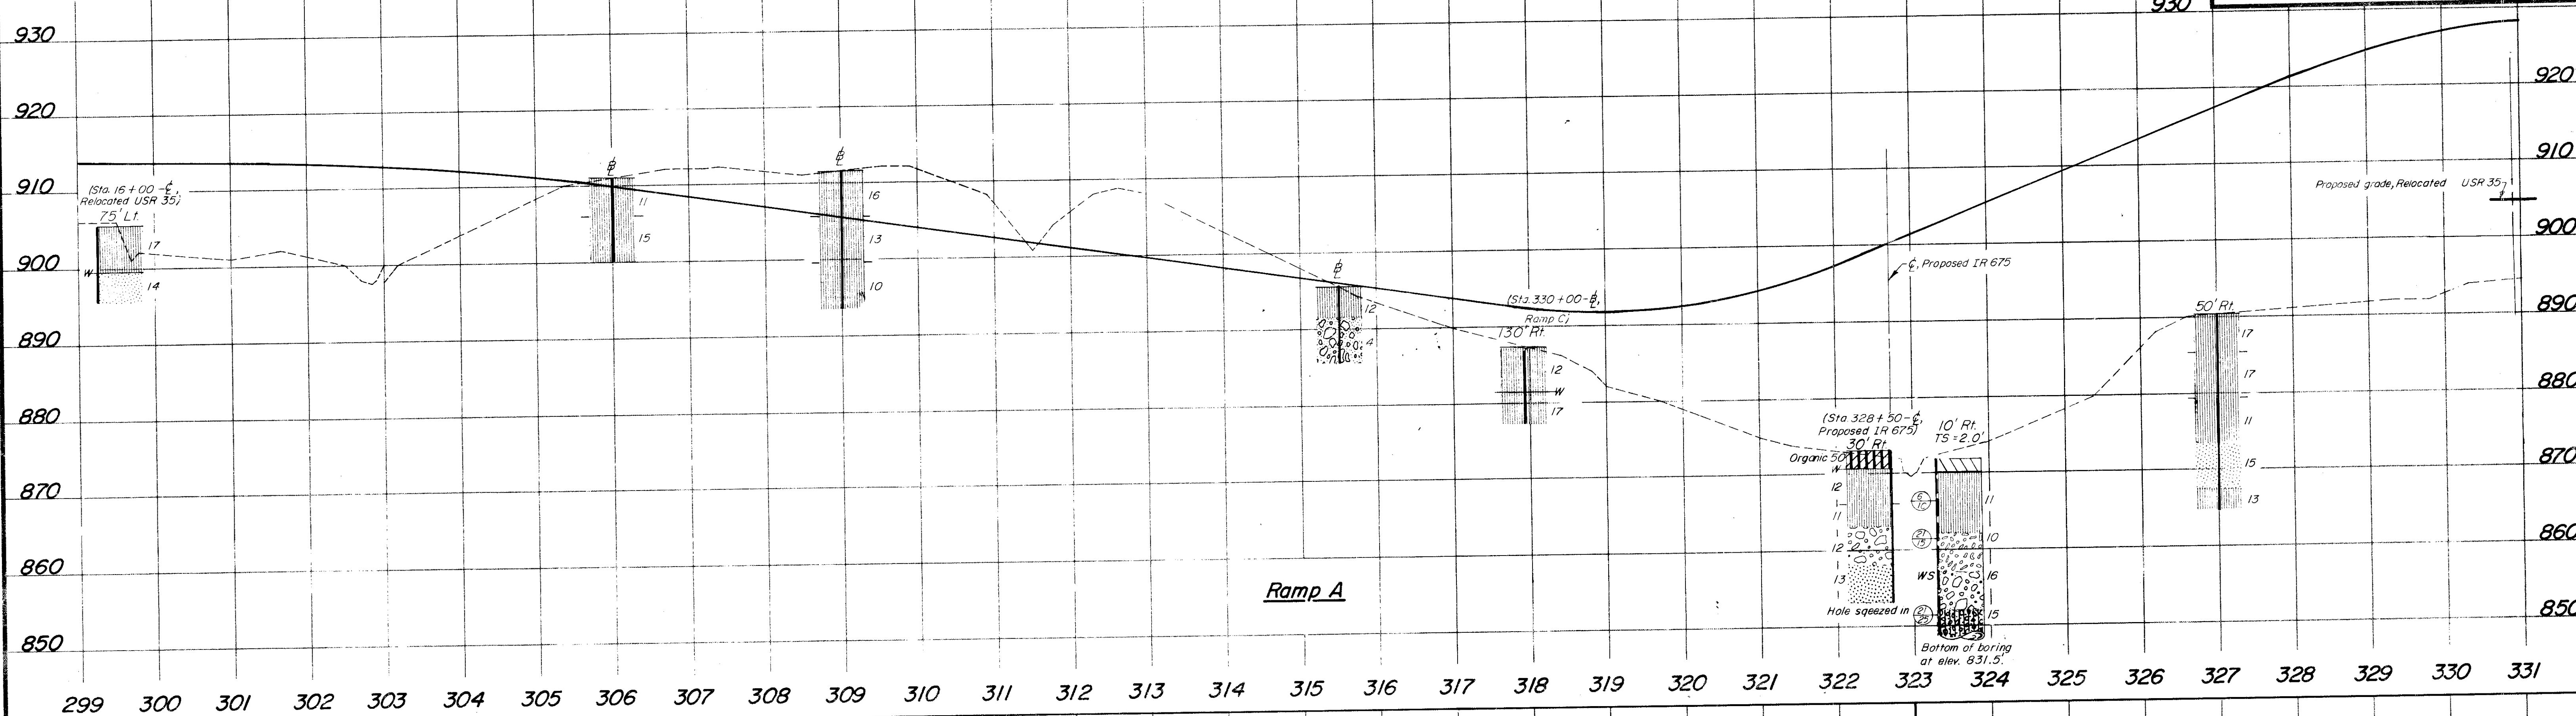 930
930
920
920
910
910
900
900
890
890
880
880
870
870
860
860
850
850
(Sta. 16 + 00 - ℄,
Relocated USR 35)
75' Lt.
17
W
14
℄
11
15
℄
16
13
10
℄
12
4
(Sta. 330 + 00 - ℄,
Ramp C)
130' Rt.
12
W
17
℄, Proposed IR 675
(Sta. 328 + 50 - ℄,
Proposed IR 675)
30' Rt.
Organic 50
W
12
11
12
13
Hole sqeezed in
10' Rt.
TS = 2.0'
6
1C
11
21
15
10
WS
16
21
25
15
Bottom of boring
at elev. 831.5'.
50' Rt.
17
17
11
15
13
Proposed grade, Relocated USR 35
Ramp A
299 300 301 302 303 304 305 306 307 308 309 310 311 312 313 314 315 316 317 318 319 320 321 322 323 324 325 326 327 328 329 330 331